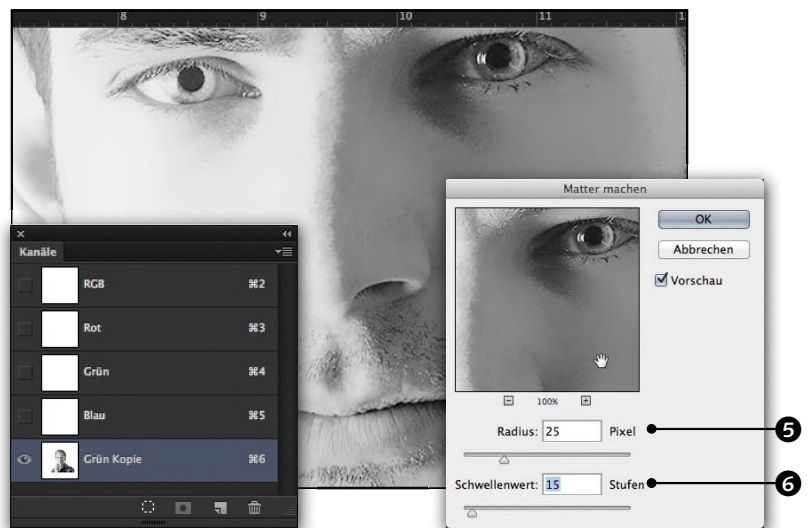 8 9 10 11 1
Matter machen
OK
Abbrechen
Vorschau
100%
Radius: 25 Pixel
5
Schwellenwert: 15 Stufen
6
Kanäle
RGB ⌘2
Rot ⌘3
Grün ⌘4
Blau ⌘5
Grün Kopie ⌘6